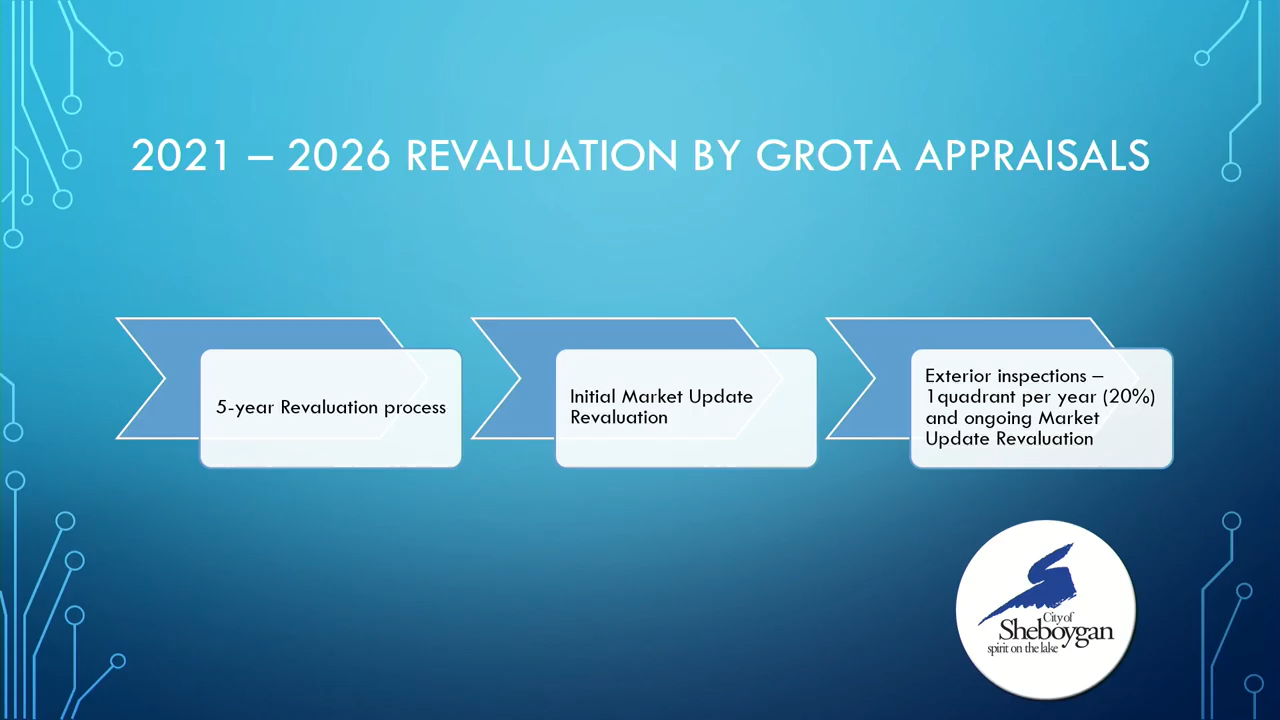 2021 – 2026 REVALUATION BY GROTA APPRAISALS
5-year Revaluation process
Initial Market Update
Revaluation
Exterior inspections –
1quadrant per year (20%)
and ongoing Market
Update Revaluation
City of
Sheboygan
spirit on the lake